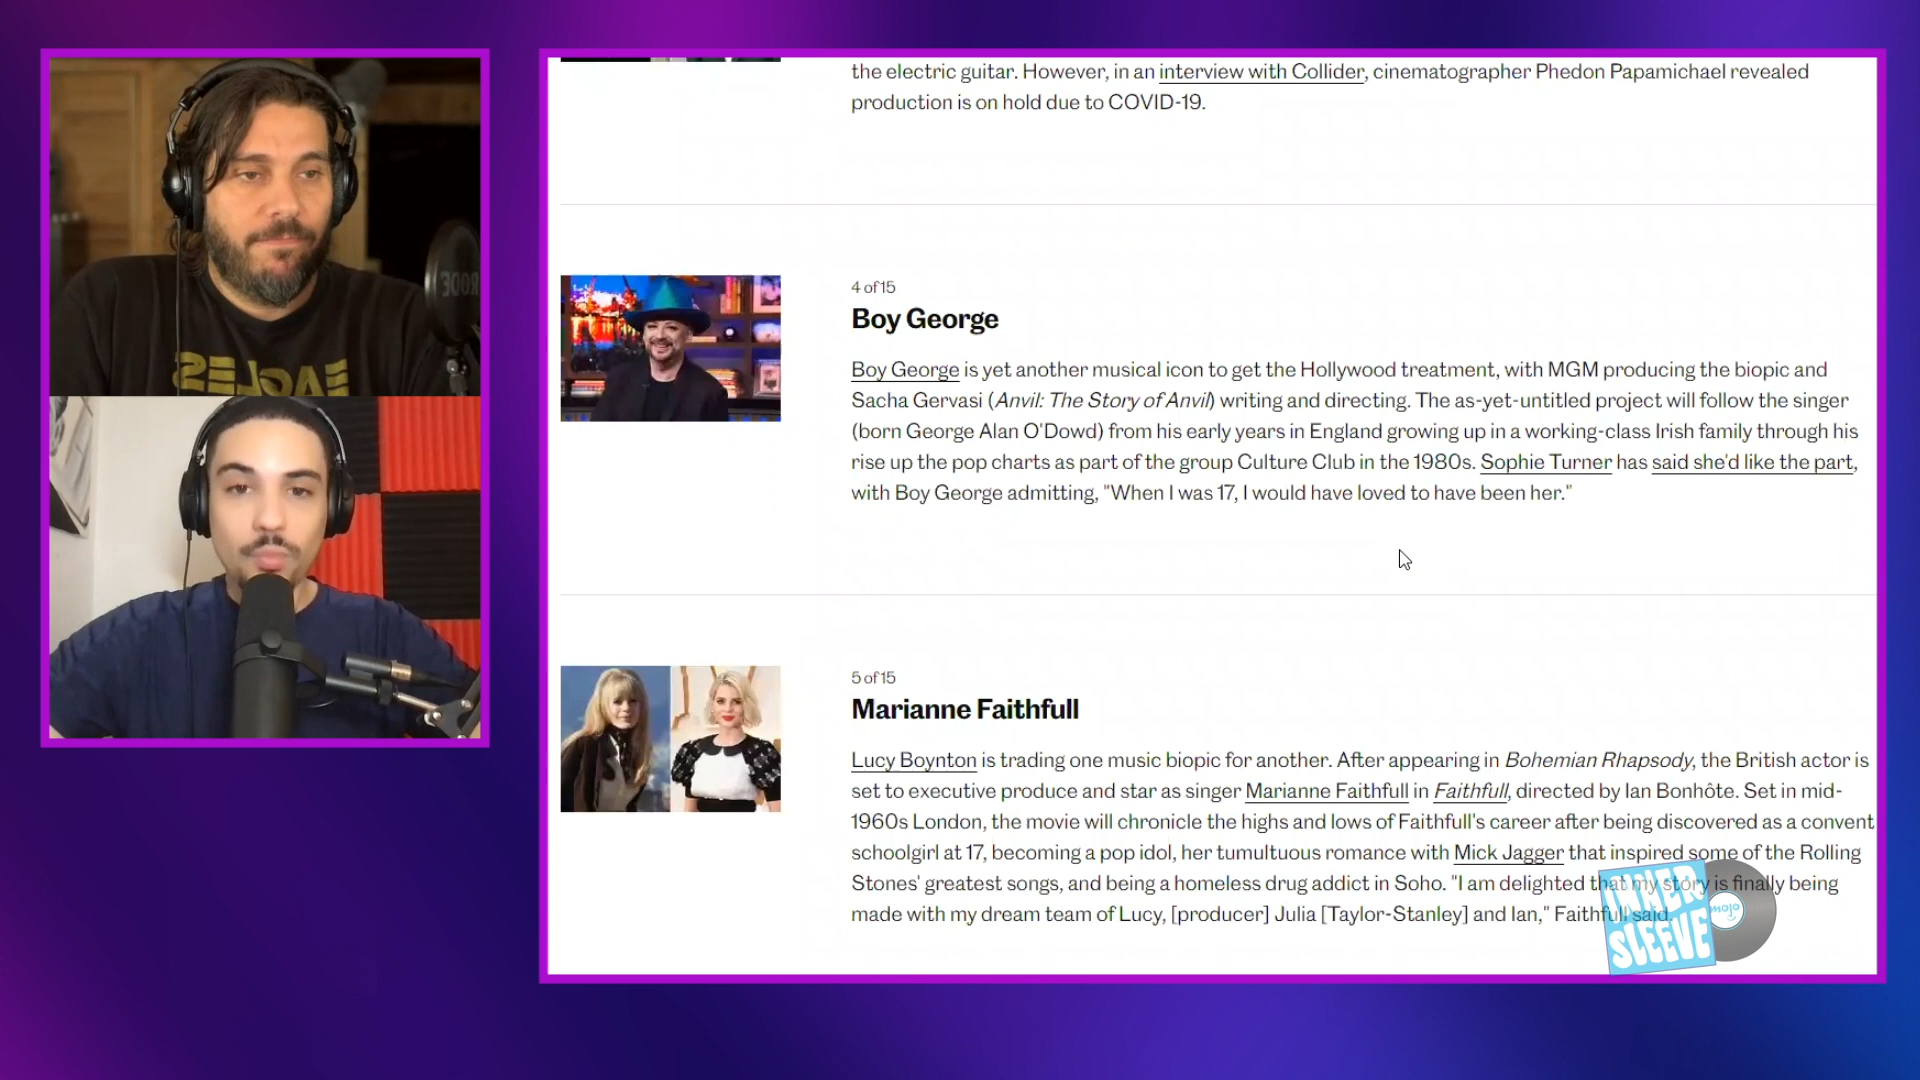 the electric guitar. However, in an interview with Collider, cinematographer Phedon Papamichael revealed
production is on hold due to COVID-19.
4 of 15
Boy George
Boy George is yet another musical icon to get the Hollywood treatment, with MGM producing the biopic and
Sacha Gervasi (Anvil: The Story of Anvil) writing and directing. The as-yet-untitled project will follow the singer
(born George Alan O'Dowd) from his early years in England growing up in a working-class Irish family through his
rise up the pop charts as part of the group Culture Club in the 1980s. Sophie Turner has said she'd like the part,
with Boy George admitting, "When I was 17, I would have loved to have been her."
5 of 15
Marianne Faithfull
Lucy Boynton is trading one music biopic for another. After appearing in Bohemian Rhapsody, the British actor is
set to executive produce and star as singer Marianne Faithfull in Faithfull, directed by Ian Bonhôte. Set in mid-
1960s London, the movie will chronicle the highs and lows of Faithfull's career after being discovered as a convent
schoolgirl at 17, becoming a pop idol, her tumultuous romance with Mick Jagger that inspired some of the Rolling
Stones' greatest songs, and being a homeless drug addict in Soho. "I am delighted that my story is finally being
made with my dream team of Lucy, [producer] Julia [Taylor-Stanley] and Ian," Faithfull said.
INNER
SLEEVE
mojo
RODE
EAGLES